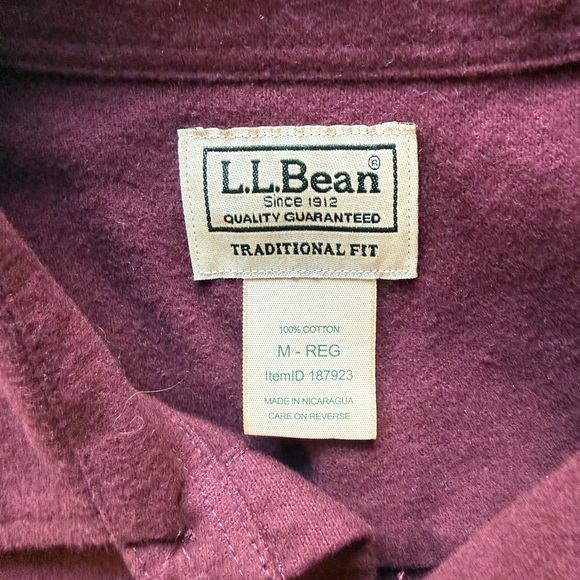 L.L.Bean®
Since 1912
QUALITY GUARANTEED
TRADITIONAL FIT
100% COTTON
M - REG
ItemID 187923
MADE IN NICARAGUA
CARE ON REVERSE